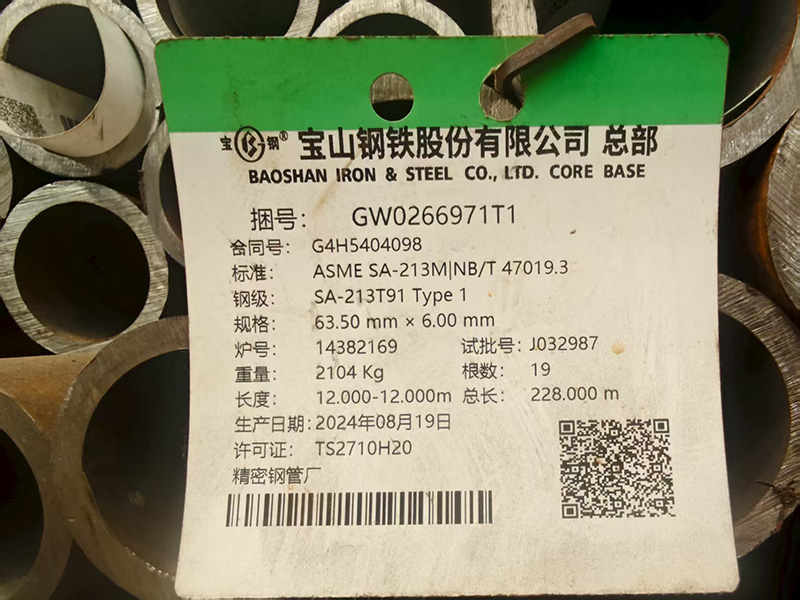 宝钢® 宝山钢铁股份有限公司 总部
BAOSHAN IRON & STEEL CO., LTD. CORE BASE
捆号: GW0266971T1
合同号: G4H5404098
标准: ASME SA-213M|NB/T 47019.3
钢级: SA-213T91 Type 1
规格: 63.50 mm × 6.00 mm
炉号: 14382169 试批号: J032987
重量: 2104 Kg 根数: 19
长度: 12.000-12.000m 总长: 228.000 m
生产日期: 2024年08月19日
许可证: TS2710H20
精密钢管厂